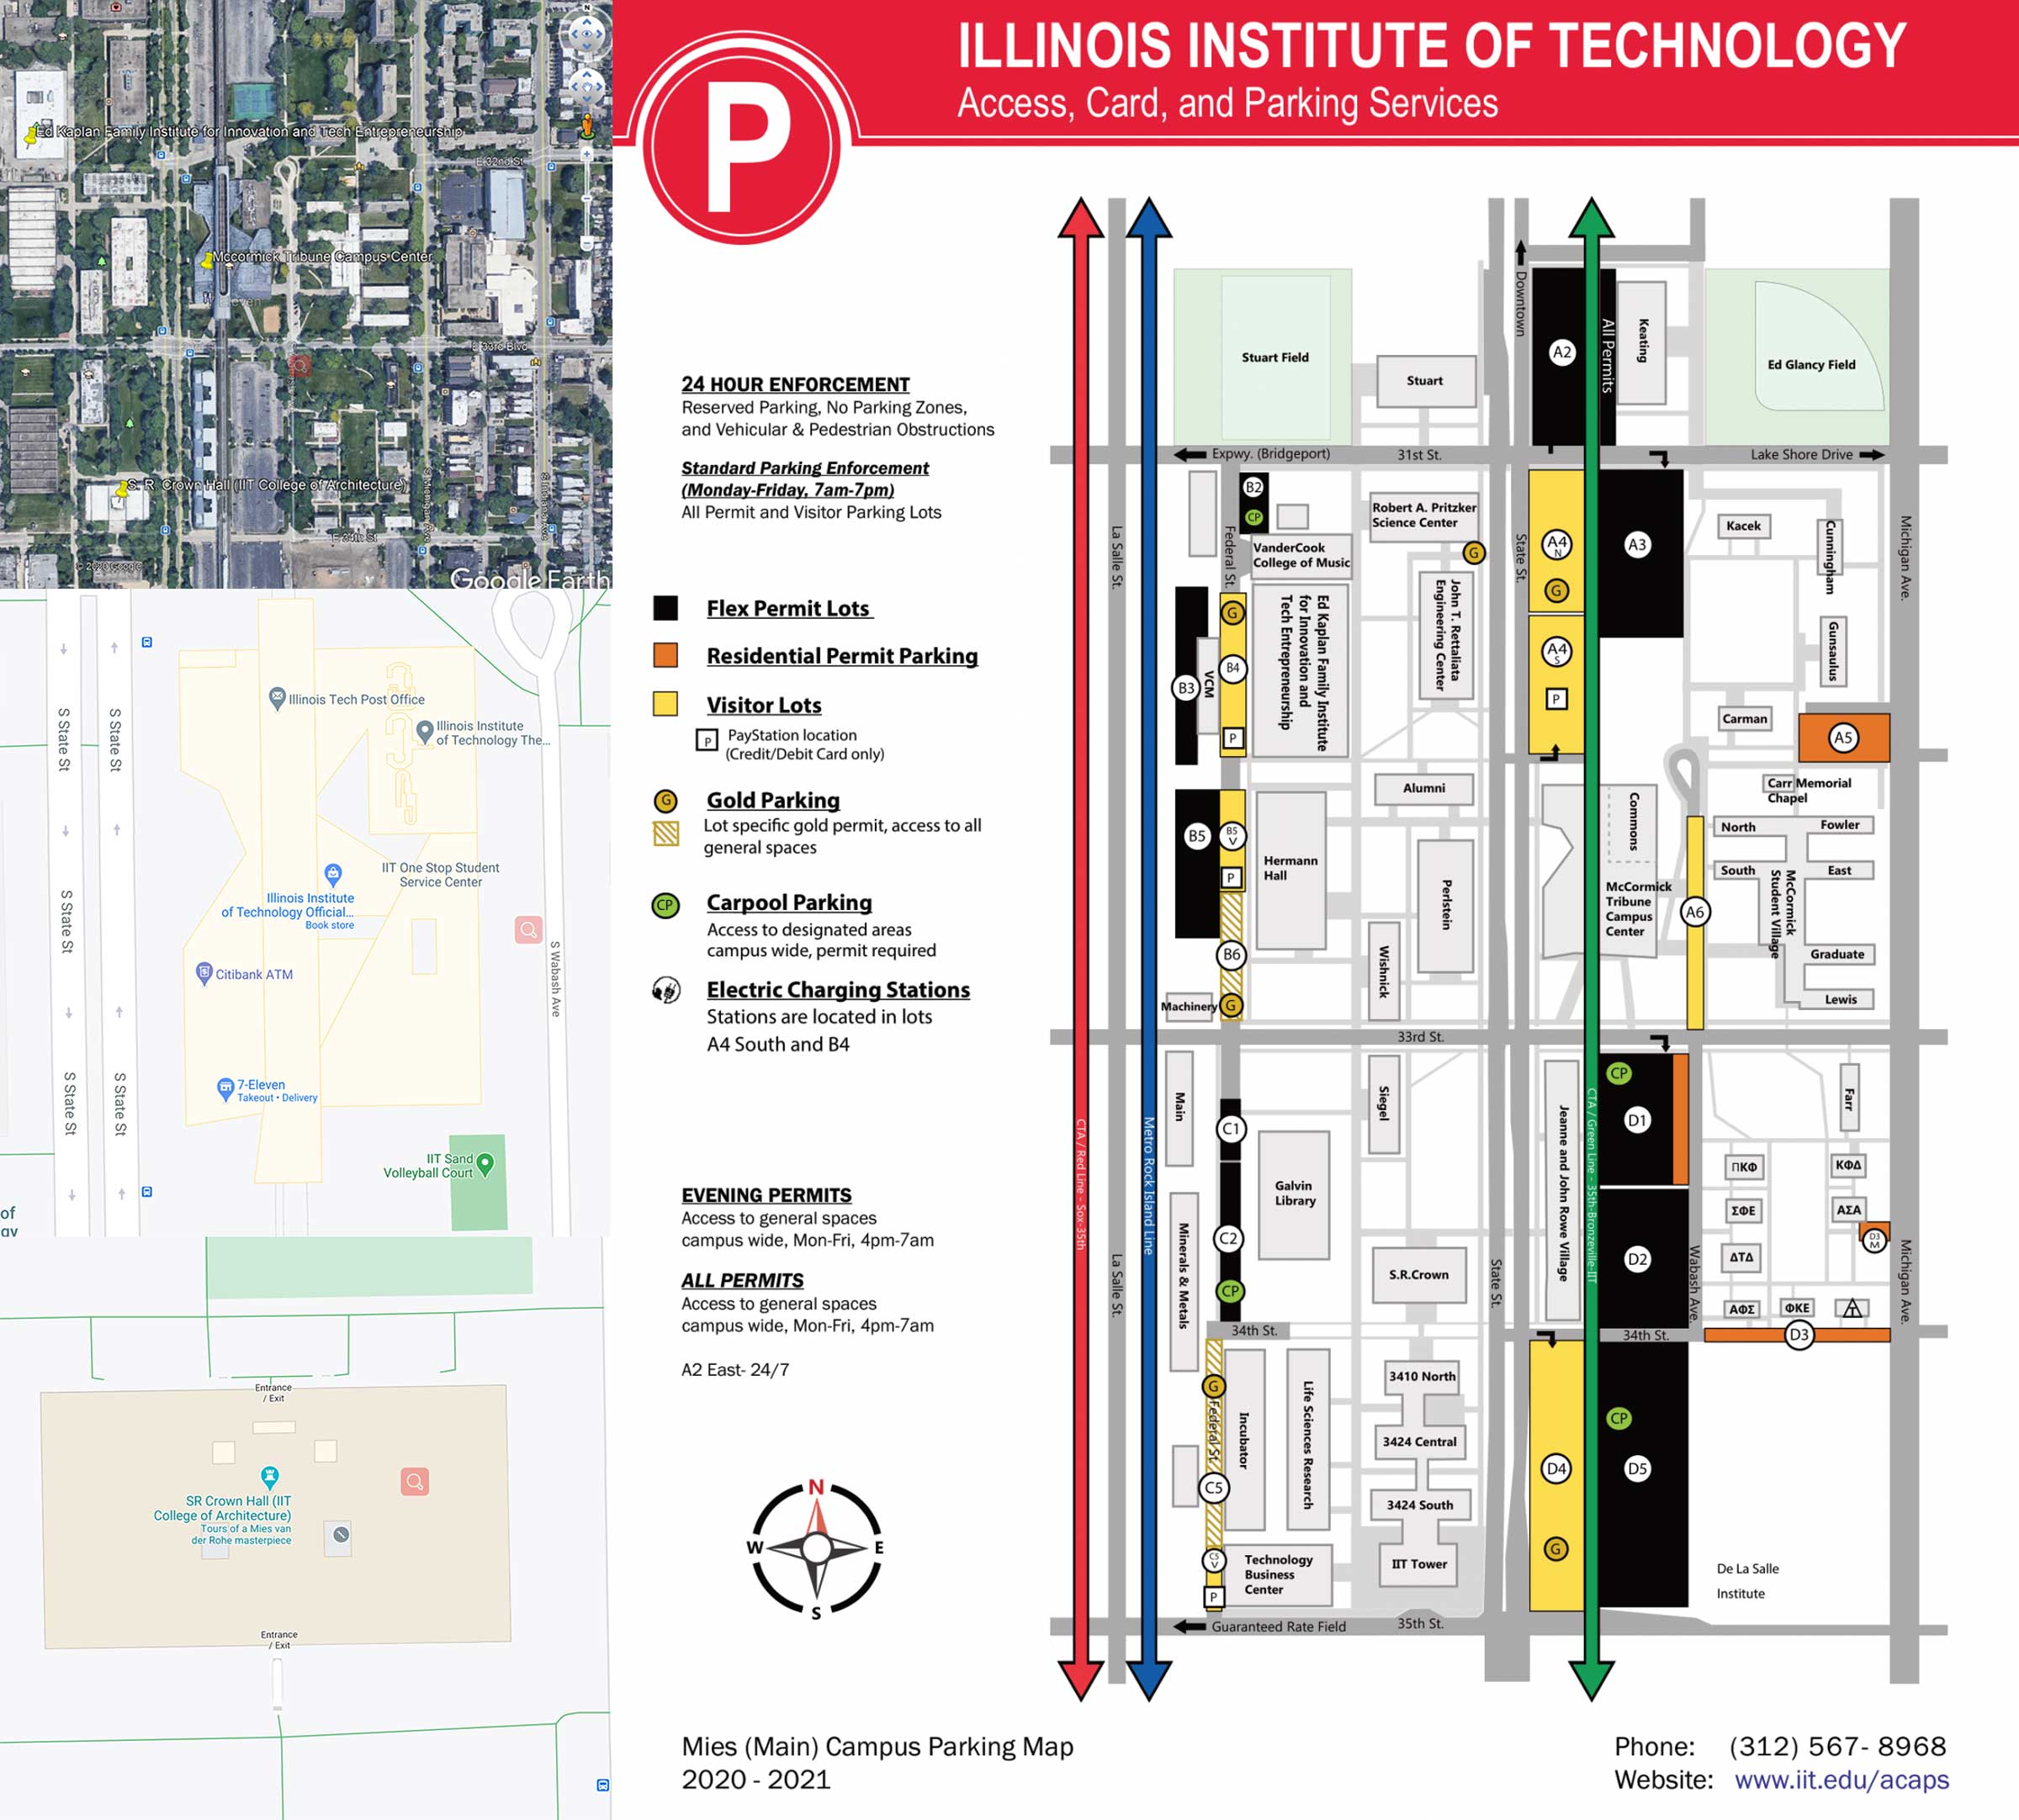 Ed Kaplan Family Institute for Innovation and Tech Entrepreneurship
E 32nd St
Mccormick Tribune Campus Center
E 33rd Blvd
S. R. Crown Hall (IIT College of Architecture)
E 34th St
Google Earth
S State St
S State St
S State St
S State St
S State St
S State St
S Wabash Ave
Illinois Tech Post Office
Illinois Institute
of Technology The...
IIT One Stop Student
Service Center
Illinois Institute
of Technology Official...
Book store
Citibank ATM
7-Eleven
Takeout • Delivery
IIT Sand
Volleyball Court
of
gy
Entrance
/ Exit
SR Crown Hall (IIT
College of Architecture)
Tours of a Mies van
der Rohe masterpiece
Entrance
/ Exit
P
ILLINOIS INSTITUTE OF TECHNOLOGY
Access, Card, and Parking Services
24 HOUR ENFORCEMENT
Reserved Parking, No Parking Zones,
and Vehicular & Pedestrian Obstructions
Standard Parking Enforcement
(Monday-Friday, 7am-7pm)
All Permit and Visitor Parking Lots
Flex Permit Lots
Residential Permit Parking
Visitor Lots
P PayStation location
(Credit/Debit Card only)
G Gold Parking
Lot specific gold permit, access to all
general spaces
CP Carpool Parking
Access to designated areas
campus wide, permit required
Electric Charging Stations
Stations are located in lots
A4 South and B4
EVENING PERMITS
Access to general spaces
campus wide, Mon-Fri, 4pm-7am
ALL PERMITS
Access to general spaces
campus wide, Mon-Fri, 4pm-7am
A2 East- 24/7
N
W
E
S
Downtown
Stuart Field
Stuart
A2
All Permits
Keating
Ed Glancy Field
Expwy. (Bridgeport)
31st St.
Lake Shore Drive
La Salle St.
Federal St.
State St.
Michigan Ave.
B2
CP
Robert A. Pritzker
Science Center
G
VanderCook
College of Music
A4
N
G
A3
Kacek
Cunningham
G
B4
P
B3
VCM
Ed Kaplan Family Institute
for Innovation and
Tech Entrepreneurship
John T. Rettaliata
Engineering Center
A4
S
P
Gunsaulus
Carman
A5
Carr Memorial
Chapel
Alumni
Commons
B5
B5
V
P
Hermann
Hall
Perlstein
McCormick
Tribune
Campus
Center
A6
North
Fowler
South
East
McCormick
Student Village
Graduate
Lewis
B6
G
Machinery
Wishnick
33rd St.
Main
C1
Siegel
Galvin
Library
C2
CP
Minerals & Metals
S.R.Crown
Jeanne and John Rowe Village
CP
D1
D2
Farr
ΠΚΦ
ΚΦΔ
ΣΦΕ
ΑΣΑ
D3
M
ΔΤΔ
ΑΦΣ
ΦΚΕ
D3
CTA / Red Line - Sox-35th
Metro Rock Island Line
CTA / Green Line - 35th-Bronzeville-IIT
La Salle St.
State St.
Wabash Ave.
Michigan Ave.
34th St.
34th St.
G
Federal St.
C5
C5
V
P
Incubator
Life Sciences Research
3410 North
3424 Central
3424 South
IIT Tower
Technology
Business
Center
D4
G
CP
D5
De La Salle
Institute
Guaranteed Rate Field
35th St.
Mies (Main) Campus Parking Map
2020 - 2021
Phone: (312) 567- 8968
Website: www.iit.edu/acaps